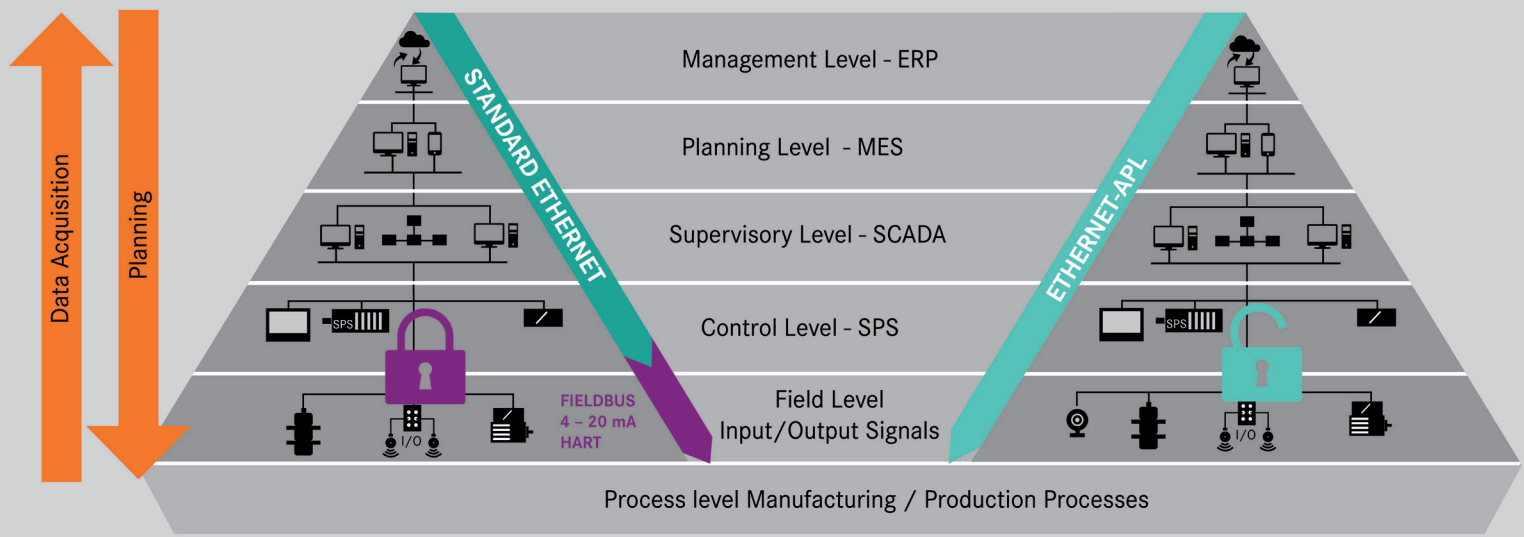 Data Acquisition
Planning
STANDARD ETHERNET
Management Level - ERP
Planning Level - MES
Supervisory Level - SCADA
Control Level - SPS
Field Level
Input/Output Signals
Process level Manufacturing / Production Processes
SPS
FIELDBUS
4 – 20 mA
HART
I/O
ETHERNET-APL
SPS
I/O